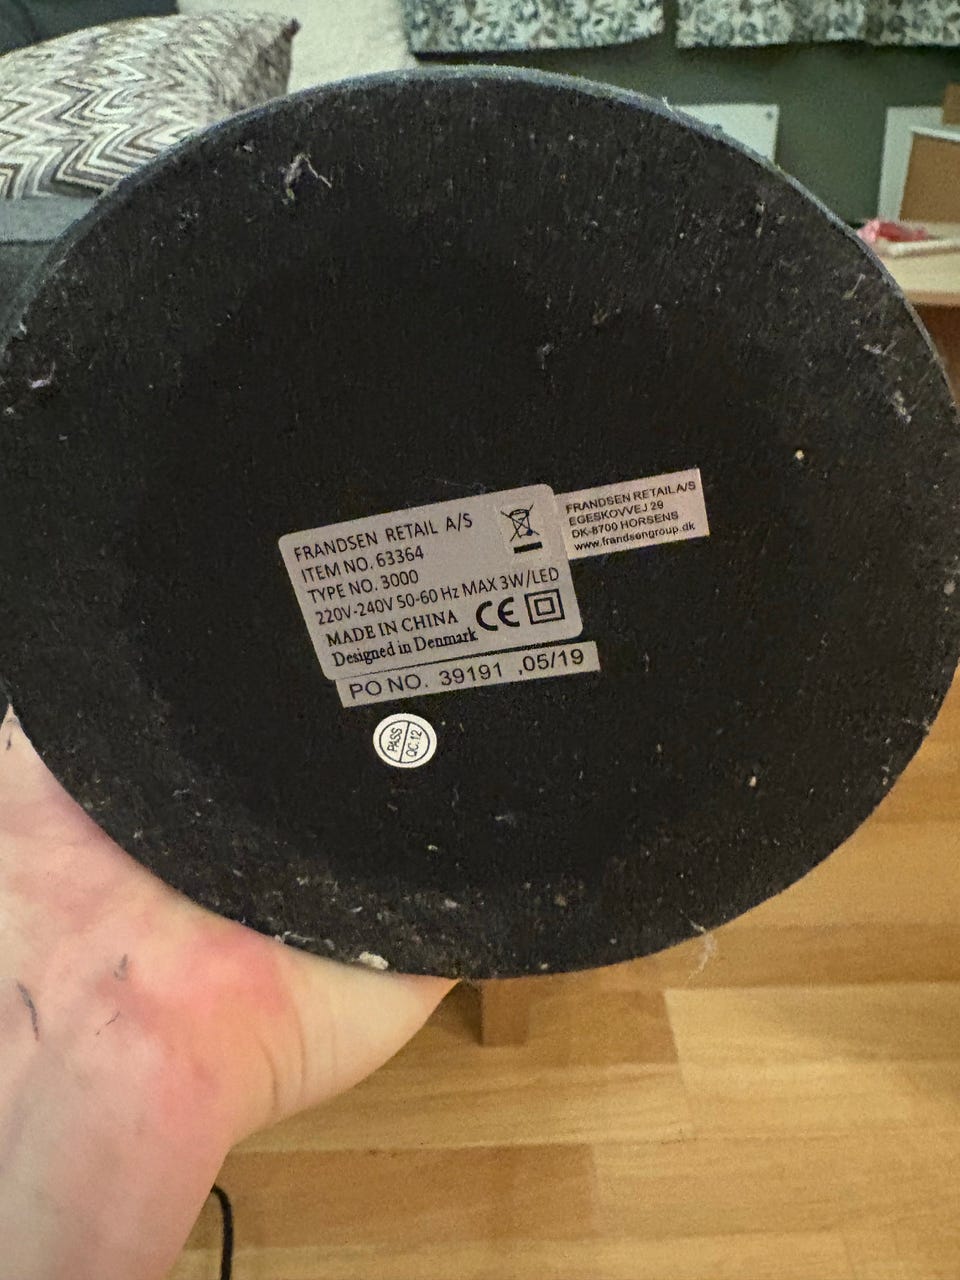 FRANDSEN RETAIL A/S
ITEM NO. 63364
TYPE NO. 3000
220V-240V 50-60 Hz MAX 3W/LED
MADE IN CHINA
Designed in Denmark
CE
FRANDSEN RETAIL A/S
EGESKOVVEJ 29
DK-8700 HORSENS
www.frandsengroup.dk
PO NO. 39191 ,05/19
PASS
QC.12